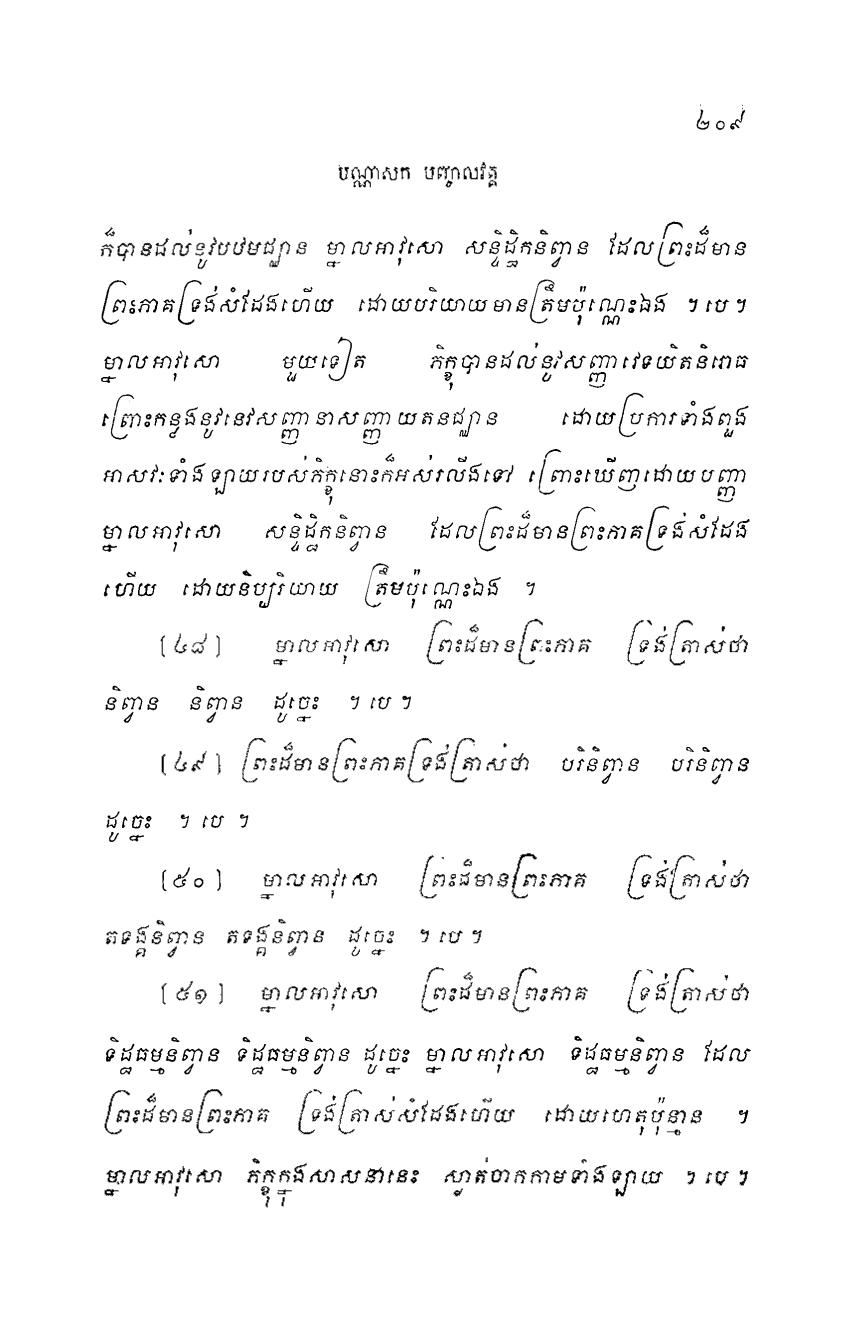 ២០៩
បណ្ណាសក បញ្ចាលវគ្គ
ក៏បានដល់នូវបឋមជ្ឈាន ម្នាលអាវុសោ សន្ទិដ្ឋិកនិព្វាន ដែលព្រះដ៏មាន
ព្រះភាគទ្រង់សំដែងហើយ ដោយបរិយាយមានត្រឹមប៉ុណ្ណេះឯង ។ បេ ។
ម្នាលអាវុសោ មួយទៀត ភិក្ខុបានដល់នូវសញ្ញាវេទយិតនិរោធ
ព្រោះកន្លងនូវនេវសញ្ញានាសញ្ញាយតនជ្ឈាន ដោយប្រការទាំងពួង
អាសវៈទាំងឡាយរបស់ភិក្ខុនោះក៏អស់រលីងទៅ ព្រោះឃើញដោយបញ្ញា
ម្នាលអាវុសោ សន្ទិដ្ឋិកនិព្វាន ដែលព្រះដ៏មានព្រះភាគទ្រង់សំដែង
ហើយ ដោយនិប្បរិយាយ ត្រឹមប៉ុណ្ណេះឯង ។
[៤៨] ម្នាលអាវុសោ ព្រះដ៏មានព្រះភាគ ទ្រង់ត្រាស់ថា
និព្វាន និព្វាន ដូច្នេះ ។ បេ ។
[៤៩] ព្រះដ៏មានព្រះភាគទ្រង់ត្រាស់ថា បរិនិព្វាន បរិនិព្វាន
ដូច្នេះ ។ បេ ។
[៥០] ម្នាលអាវុសោ ព្រះដ៏មានព្រះភាគ ទ្រង់ត្រាស់ថា
តទង្គនិព្វាន តទង្គនិព្វាន ដូច្នេះ ។ បេ ។
[៥១] ម្នាលអាវុសោ ព្រះដ៏មានព្រះភាគ ទ្រង់ត្រាស់ថា
ទិដ្ឋធម្មនិព្វាន ទិដ្ឋធម្មនិព្វាន ដូច្នេះ ម្នាលអាវុសោ ទិដ្ឋធម្មនិព្វាន ដែល
ព្រះដ៏មានព្រះភាគ ទ្រង់ត្រាស់សំដែងហើយ ដោយហេតុប៉ុន្មាន ។
ម្នាលអាវុសោ ភិក្ខុក្នុងសាសនានេះ ស្ងាត់ចាកកាមទាំងឡាយ ។ បេ ។